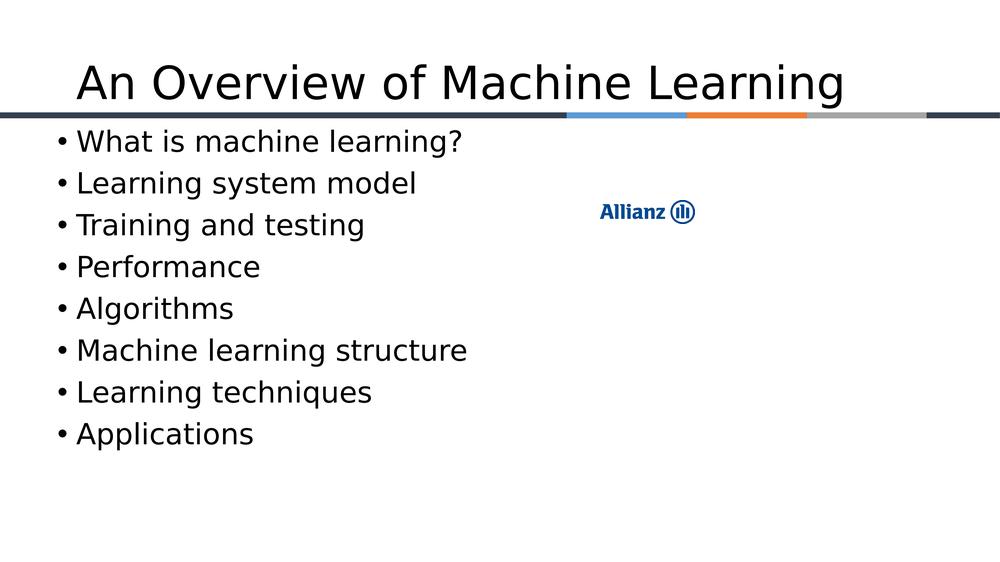 An Overview of Machine Learning
• What is machine learning?
• Learning system model
• Training and testing
• Performance
• Algorithms
• Machine learning structure
• Learning techniques
• Applications
Allianz